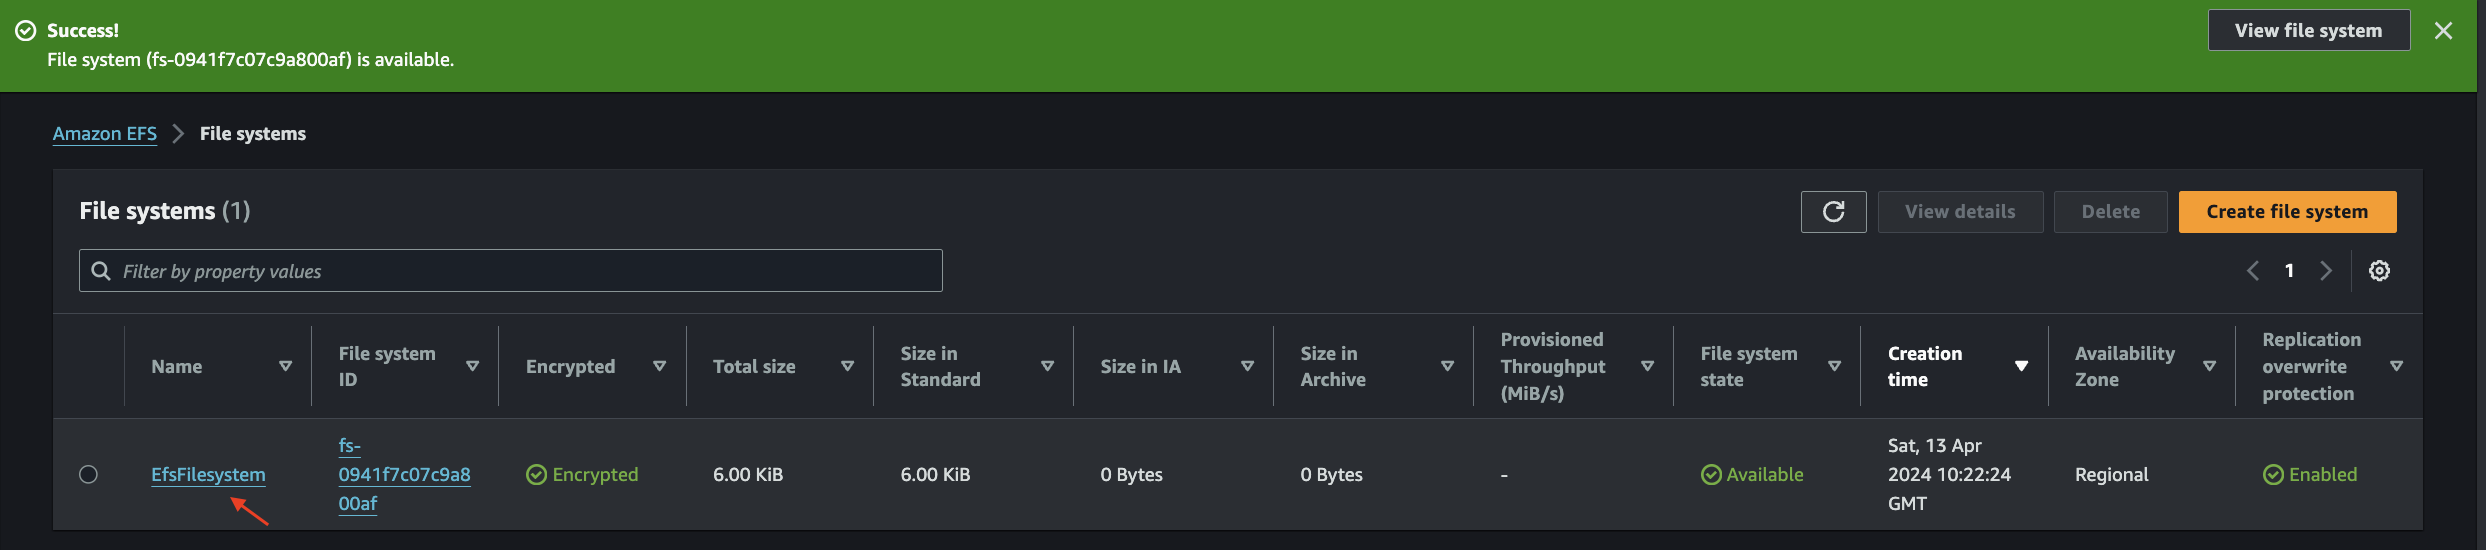 Success!
View file system
File system (fs-0941f7c07c9a800af) is available.
Amazon EFS
File systems
File systems (1)
View details
Delete
Create file system
Filter by property values
1
Name
File system
ID
Encrypted
Total size
Size in
Standard
Size in IA
Size in
Archive
Provisioned
Throughput
(MiB/s)
File system
state
Creation
time
Availability
Zone
Replication
overwrite
protection
EfsFilesystem
fs-
0941f7c07c9a8
00af
Encrypted
6.00 KiB
6.00 KiB
0 Bytes
0 Bytes
-
Available
Sat, 13 Apr
2024 10:22:24
GMT
Regional
Enabled